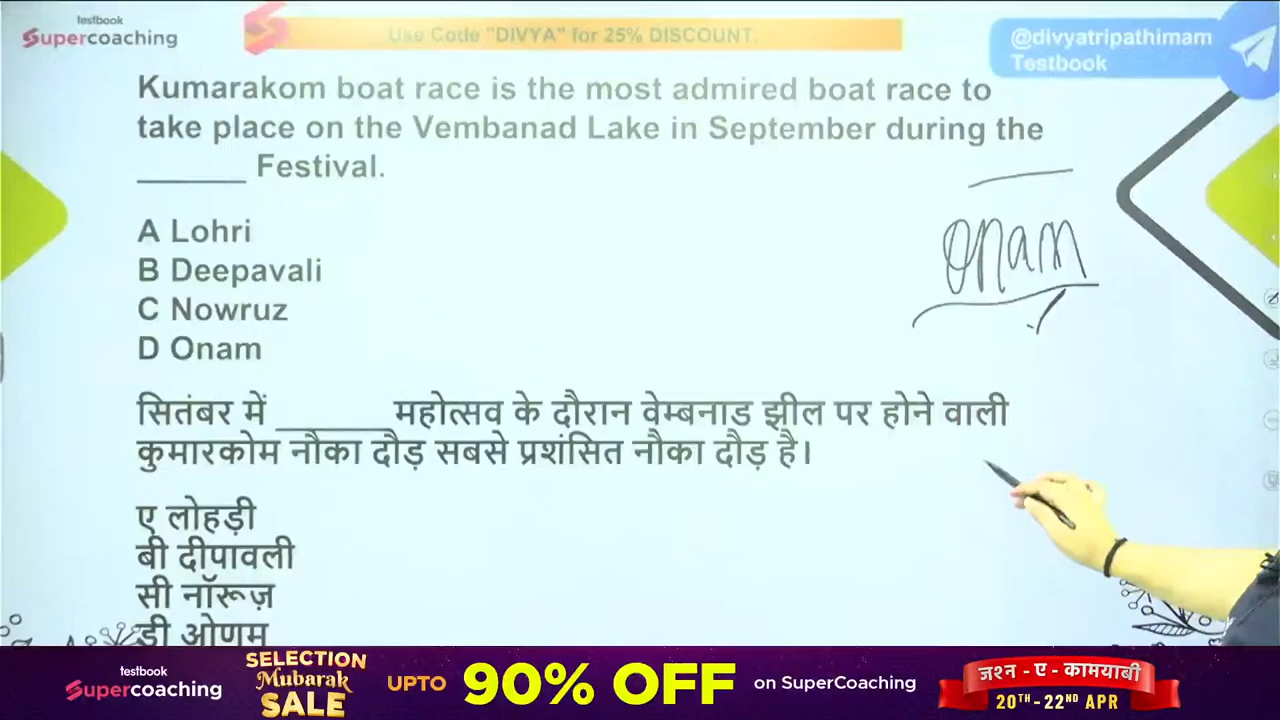 testbook
Supercoaching
Use Code "DIVYA" for 25% DISCOUNT.
@divyatripathimam
Testbook
Kumarakom boat race is the most admired boat race to
take place on the Vembanad Lake in September during the
______ Festival.
onam
A Lohri
B Deepavali
C Nowruz
D Onam
सितंबर में ______ महोत्सव के दौरान वेम्बनाड झील पर होने वाली
कुमारकोम नौका दौड़ सबसे प्रशंसित नौका दौड़ है।
ए लोहड़ी
बी दीपावली
सी नॉरूज़
डी ओणम
testbook
Supercoaching
SELECTION
Mubarak
SALE
UPTO 90% OFF on SuperCoaching
जश्न - ए - कामयाबी
20TH - 22ND APR